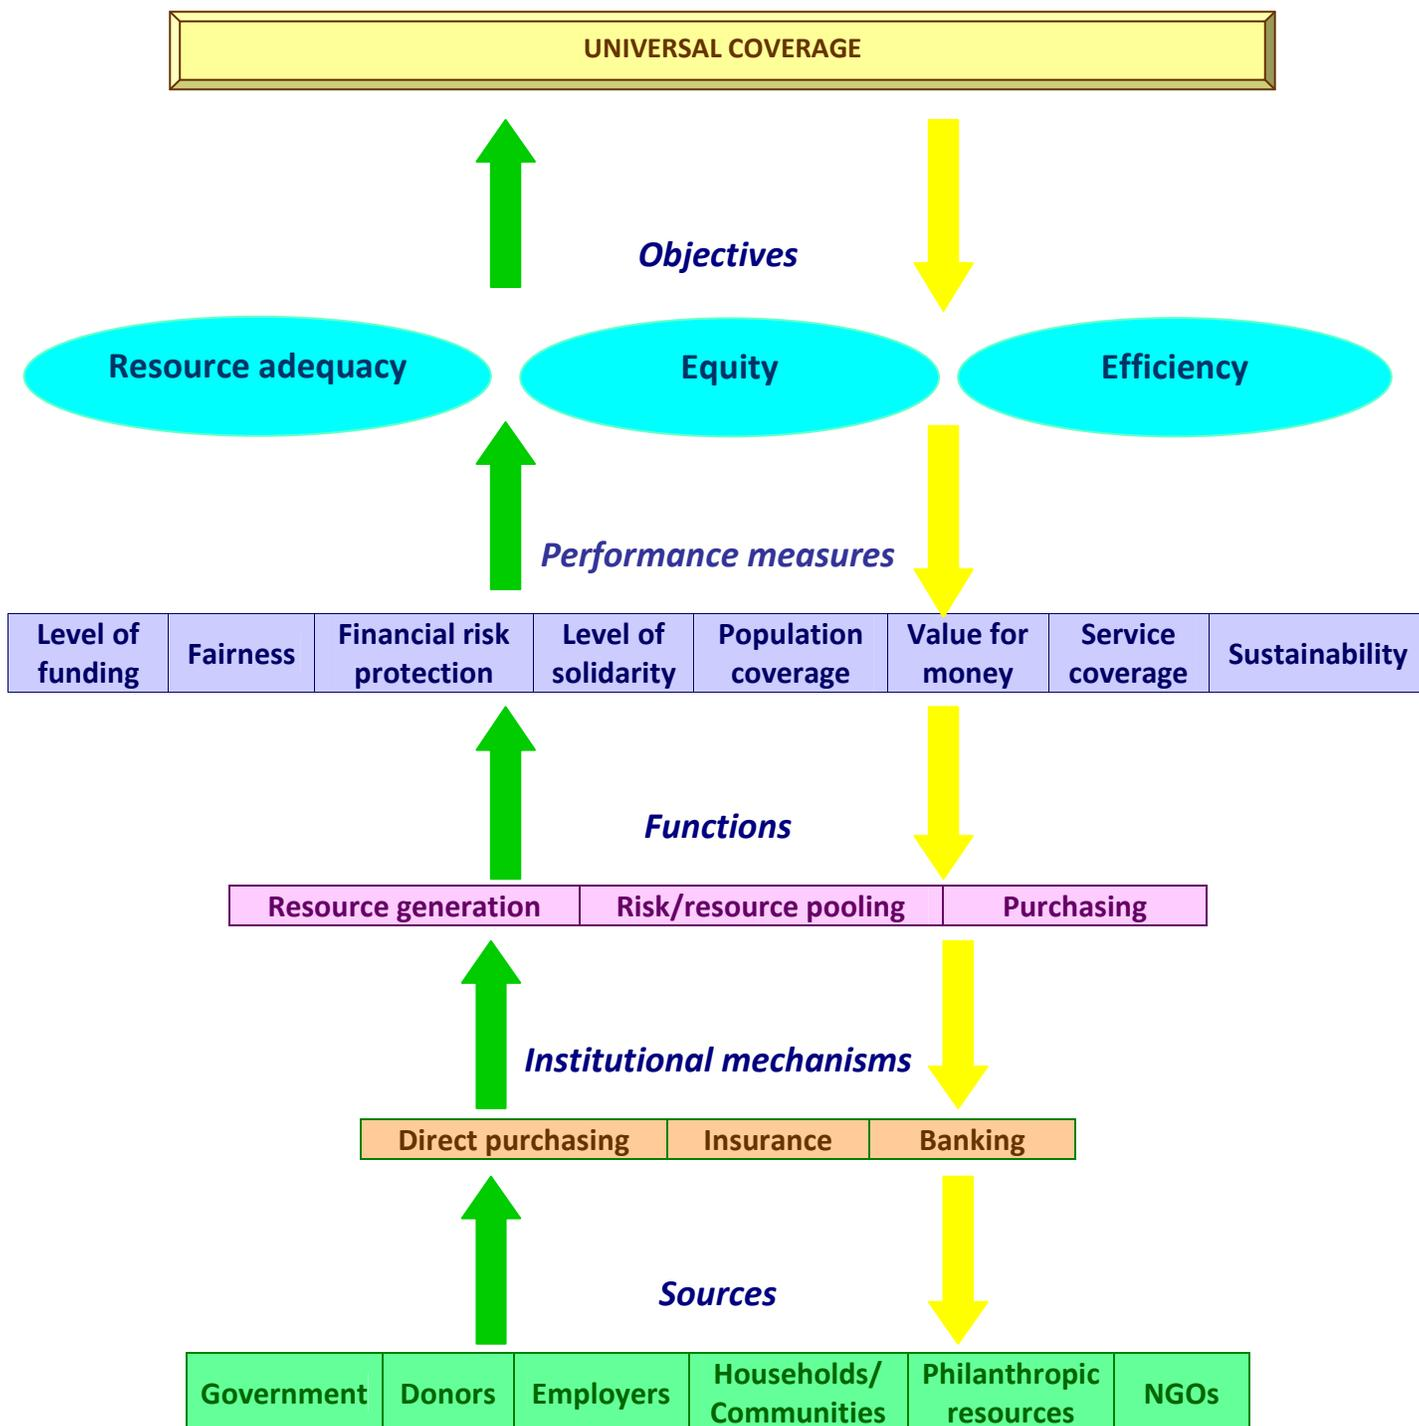 UNIVERSAL COVERAGE
Objectives
Resource adequacy
Equity
Efficiency
Performance measures
Level of
funding
Fairness
Financial risk
protection
Level of
solidarity
Population
coverage
Value for
money
Service
coverage
Sustainability
Functions
Resource generation
Risk/resource pooling
Purchasing
Institutional mechanisms
Direct purchasing
Insurance
Banking
Sources
Government
Donors
Employers
Households/
Communities
Philanthropic
resources
NGOs